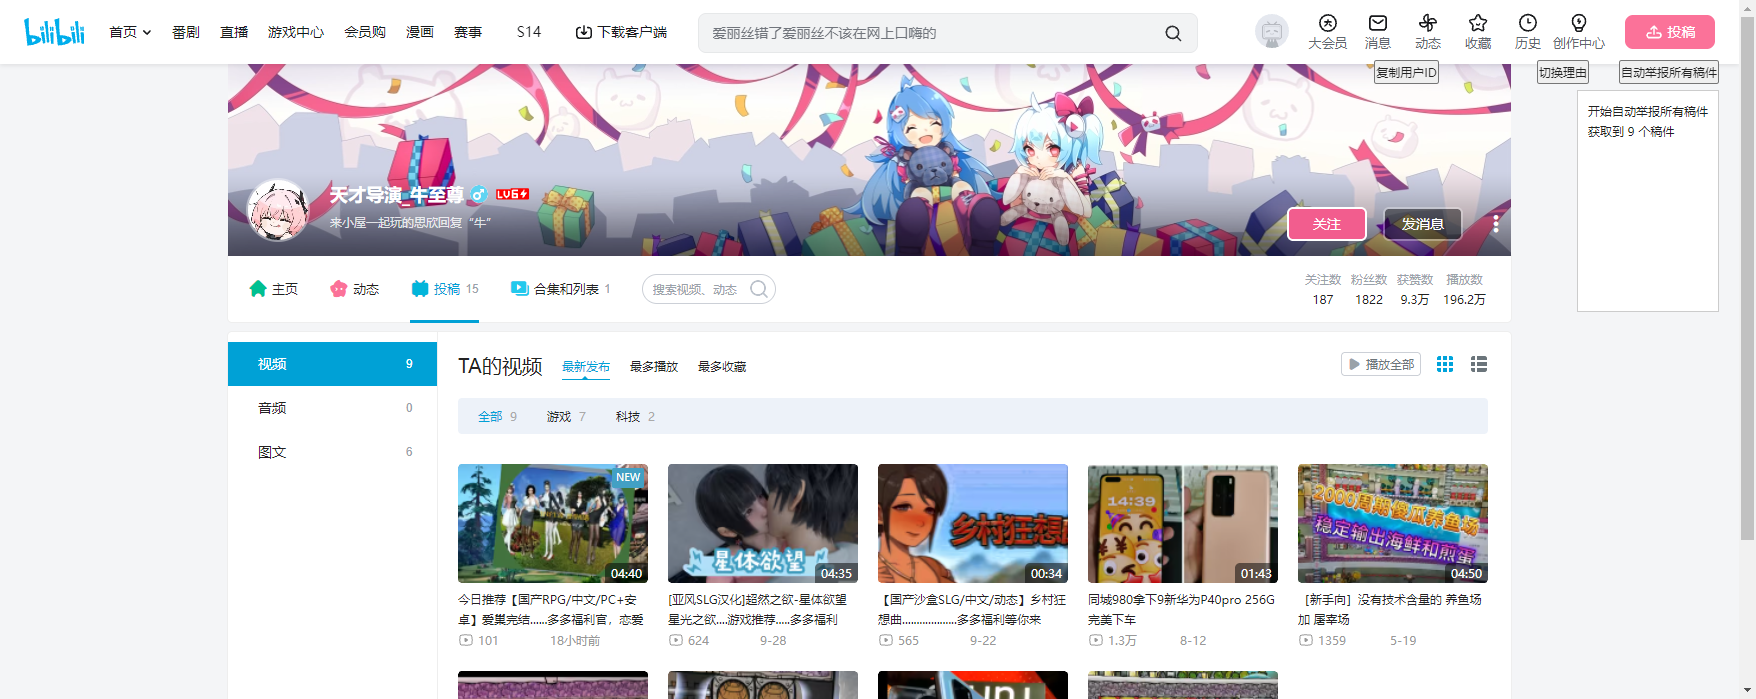 bilibili
首页
番剧
直播
游戏中心
会员购
漫画
赛事
S14
下载客户端
爱丽丝错了爱丽丝不该在网上口嗨的
大会员
消息
动态
收藏
历史
创作中心
投稿
复制用户ID
切换理由
自动举报所有稿件
开始自动举报所有稿件
获取到 9 个稿件
天才导演_牛至尊
LV6
来小屋一起玩的思欣回复“牛”
关注
发消息
主页
动态
投稿 15
合集和列表 1
搜索视频、动态
关注数 粉丝数 获赞数 播放数
187 1822 9.3万 196.2万
视频 9
音频 0
图文 6
TA的视频
最新发布
最多播放
最多收藏
播放全部
全部 9
游戏 7
科技 2
NEW
04:40
今日推荐【国产RPG/中文/PC+安
卓】爱巢完结......多多福利官，恋爱
101 18小时前
星体欲望
04:35
[亚风SLG汉化]超然之欲-星体欲望
星光之欲....游戏推荐.....多多福利
624 9-28
乡村狂想
00:34
【国产沙盒SLG/中文/动态】乡村狂
想曲..................多多福利等你来
565 9-22
14:39
01:43
同城980拿下9新华为P40pro 256G
完美下车
1.3万 8-12
2000周期傻瓜养鱼场
稳定输出海鲜和煎蛋
04:50
［新手向］没有技术含量的 养鱼场
加 屠宰场
1359 5-19